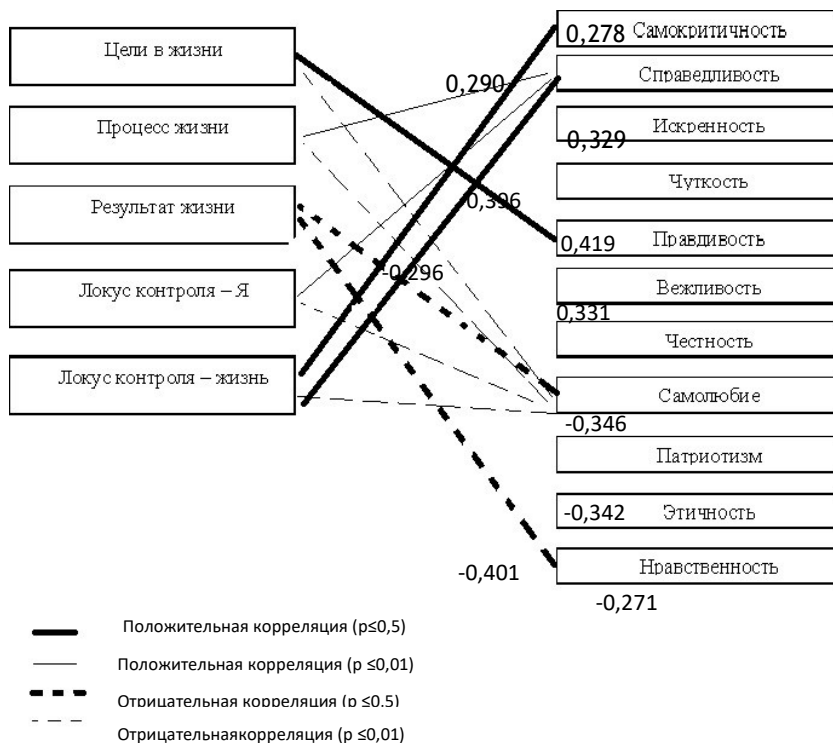 Цели в жизни
Процесс жизни
Результат жизни
Локус контроля – Я
Локус контроля – жизнь
0,278 Самокритичность
0,290 Справедливость
Искренность
0,329
Чуткость
0,396
0,419 Правдивость
-0,296
Вежливость
0,331
Честность
Самолюбие
-0,346
Патриотизм
-0,342 Этичность
-0,401 Нравственность
-0,271
Положительная корреляция (p≤0,5)
Положительная корреляция (p ≤0,01)
Отрицательная корреляция (p ≤0.5)
Отрицательнаякорреляция (p ≤0,01)